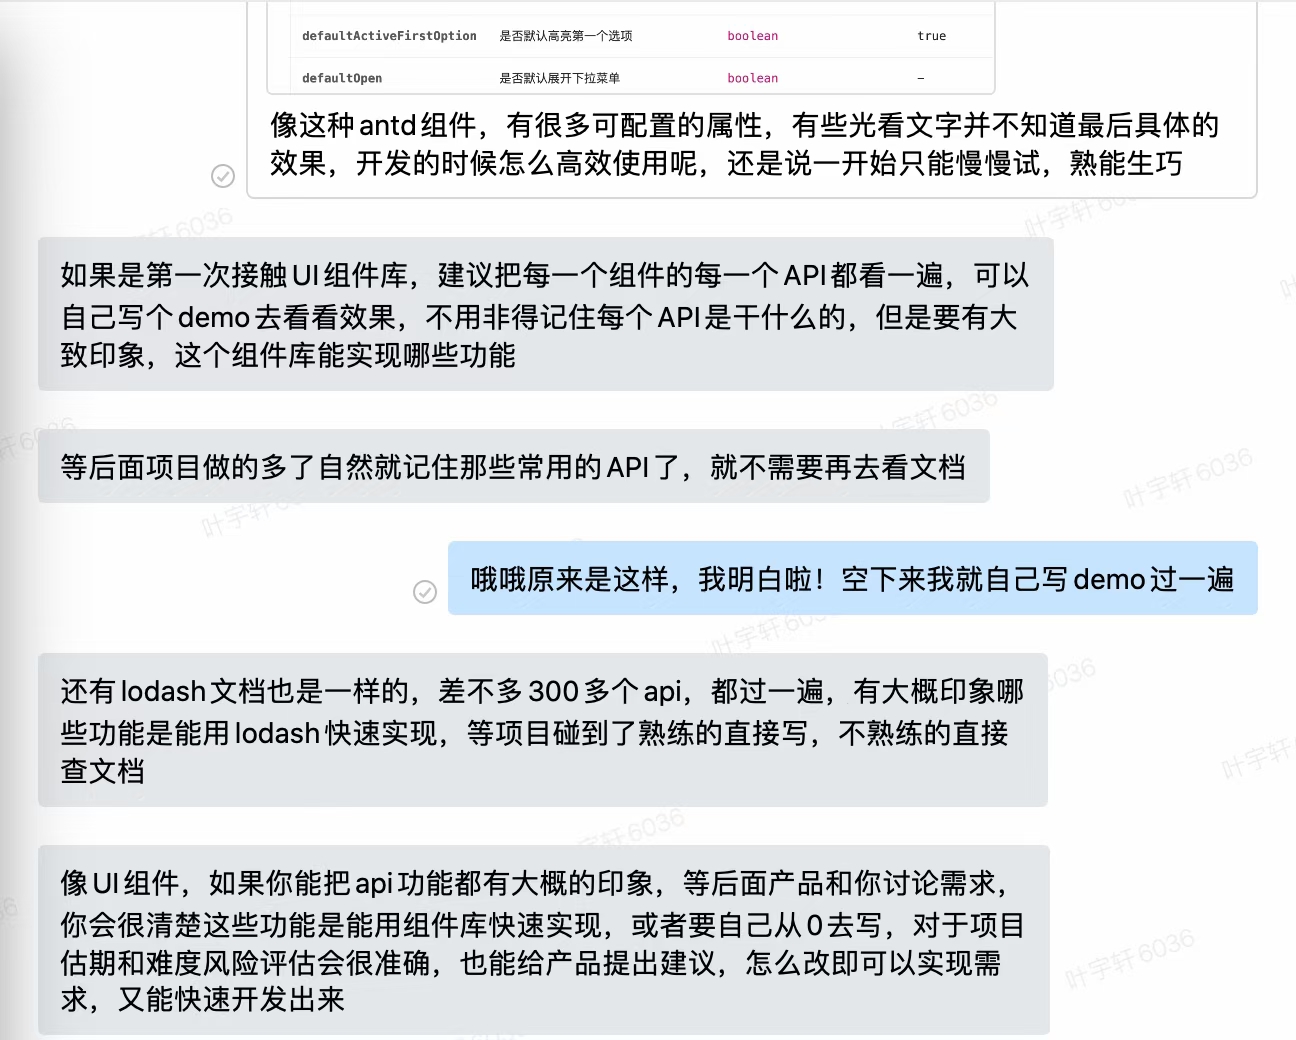 defaultActiveFirstOption 是否默认高亮第一个选项 boolean true
defaultOpen 是否默认展开下拉菜单 boolean –
像这种antd组件，有很多可配置的属性，有些光看文字并不知道最后具体的
效果，开发的时候怎么高效使用呢，还是说一开始只能慢慢试，熟能生巧
叶宇轩 6036
如果是第一次接触UI组件库，建议把每一个组件的每一个API都看一遍，可以
自己写个demo去看看效果，不用非得记住每个API是干什么的，但是要有大
致印象，这个组件库能实现哪些功能
等后面项目做的多了自然就记住那些常用的API了，就不需要再去看文档
叶宇轩 6036
哦哦原来是这样，我明白啦！空下来我就自己写demo过一遍
还有lodash文档也是一样的，差不多300多个api，都过一遍，有大概印象哪
些功能是能用lodash快速实现，等项目碰到了熟练的直接写，不熟练的直接
查文档
像UI组件，如果你能把api功能都有大概的印象，等后面产品和你讨论需求，
你会很清楚这些功能是能用组件库快速实现，或者要自己从0去写，对于项目
估期和难度风险评估会很准确，也能给产品提出建议，怎么改即可以实现需
求，又能快速开发出来
叶宇轩 6036